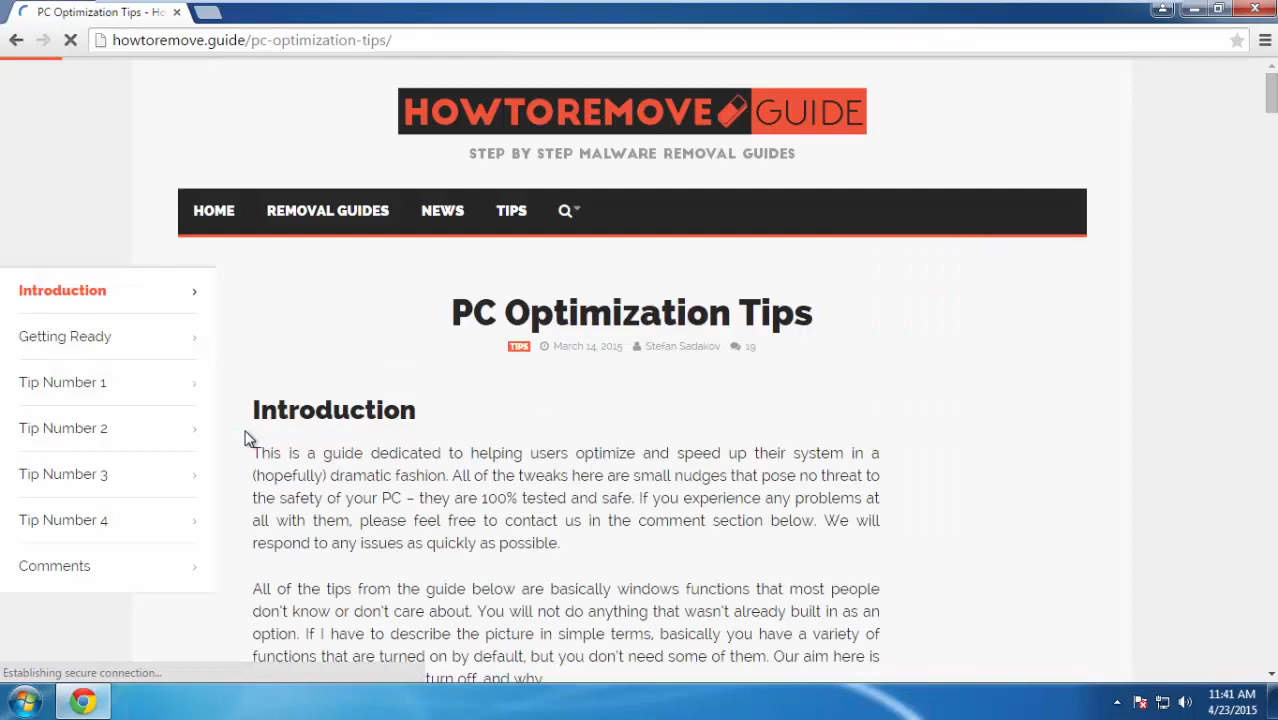 PC Optimization Tips - Ho
howtoremove.guide/pc-optimization-tips/
HOWTOREMOVE GUIDE
STEP BY STEP MALWARE REMOVAL GUIDES
HOME REMOVAL GUIDES NEWS TIPS
Introduction
Getting Ready
Tip Number 1
Tip Number 2
Tip Number 3
Tip Number 4
Comments
PC Optimization Tips
TIPS March 14, 2015 Stefan Sadakov 19
Introduction
This is a guide dedicated to helping users optimize and speed up their system in a
(hopefully) dramatic fashion. All of the tweaks here are small nudges that pose no threat to
the safety of your PC – they are 100% tested and safe. If you experience any problems at
all with them, please feel free to contact us in the comment section below. We will
respond to any issues as quickly as possible.
All of the tips from the guide below are basically windows functions that most people
don't know or don't care about. You will not do anything that wasn't already built in as an
option. If I have to describe the picture in simple terms, basically you have a variety of
functions that are turned on by default, but you don't need some of them. Our aim here is
turn off, and why.
Establishing secure connection...
11:41 AM
4/23/2015